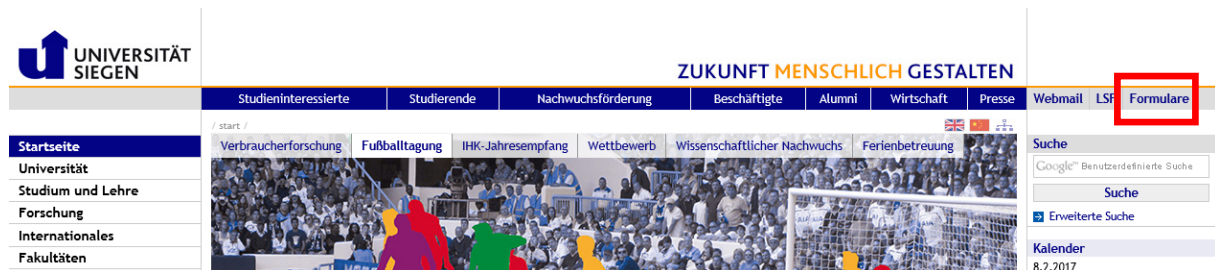 UNIVERSITÄT
SIEGEN
ZUKUNFT MENSCHLICH GESTALTEN
Studieninteressierte Studierende Nachwuchsförderung Beschäftigte Alumni Wirtschaft Presse Webmail LSF Formulare
/ start /
Verbraucherforschung Fußballtagung IHK-Jahresempfang Wettbewerb Wissenschaftlicher Nachwuchs Ferienbetreuung
Startseite
Universität
Studium und Lehre
Forschung
Internationales
Fakultäten
Suche
Google™ Benutzerdefinierte Suche
Suche
Erweiterte Suche
Kalender
8.2.2017